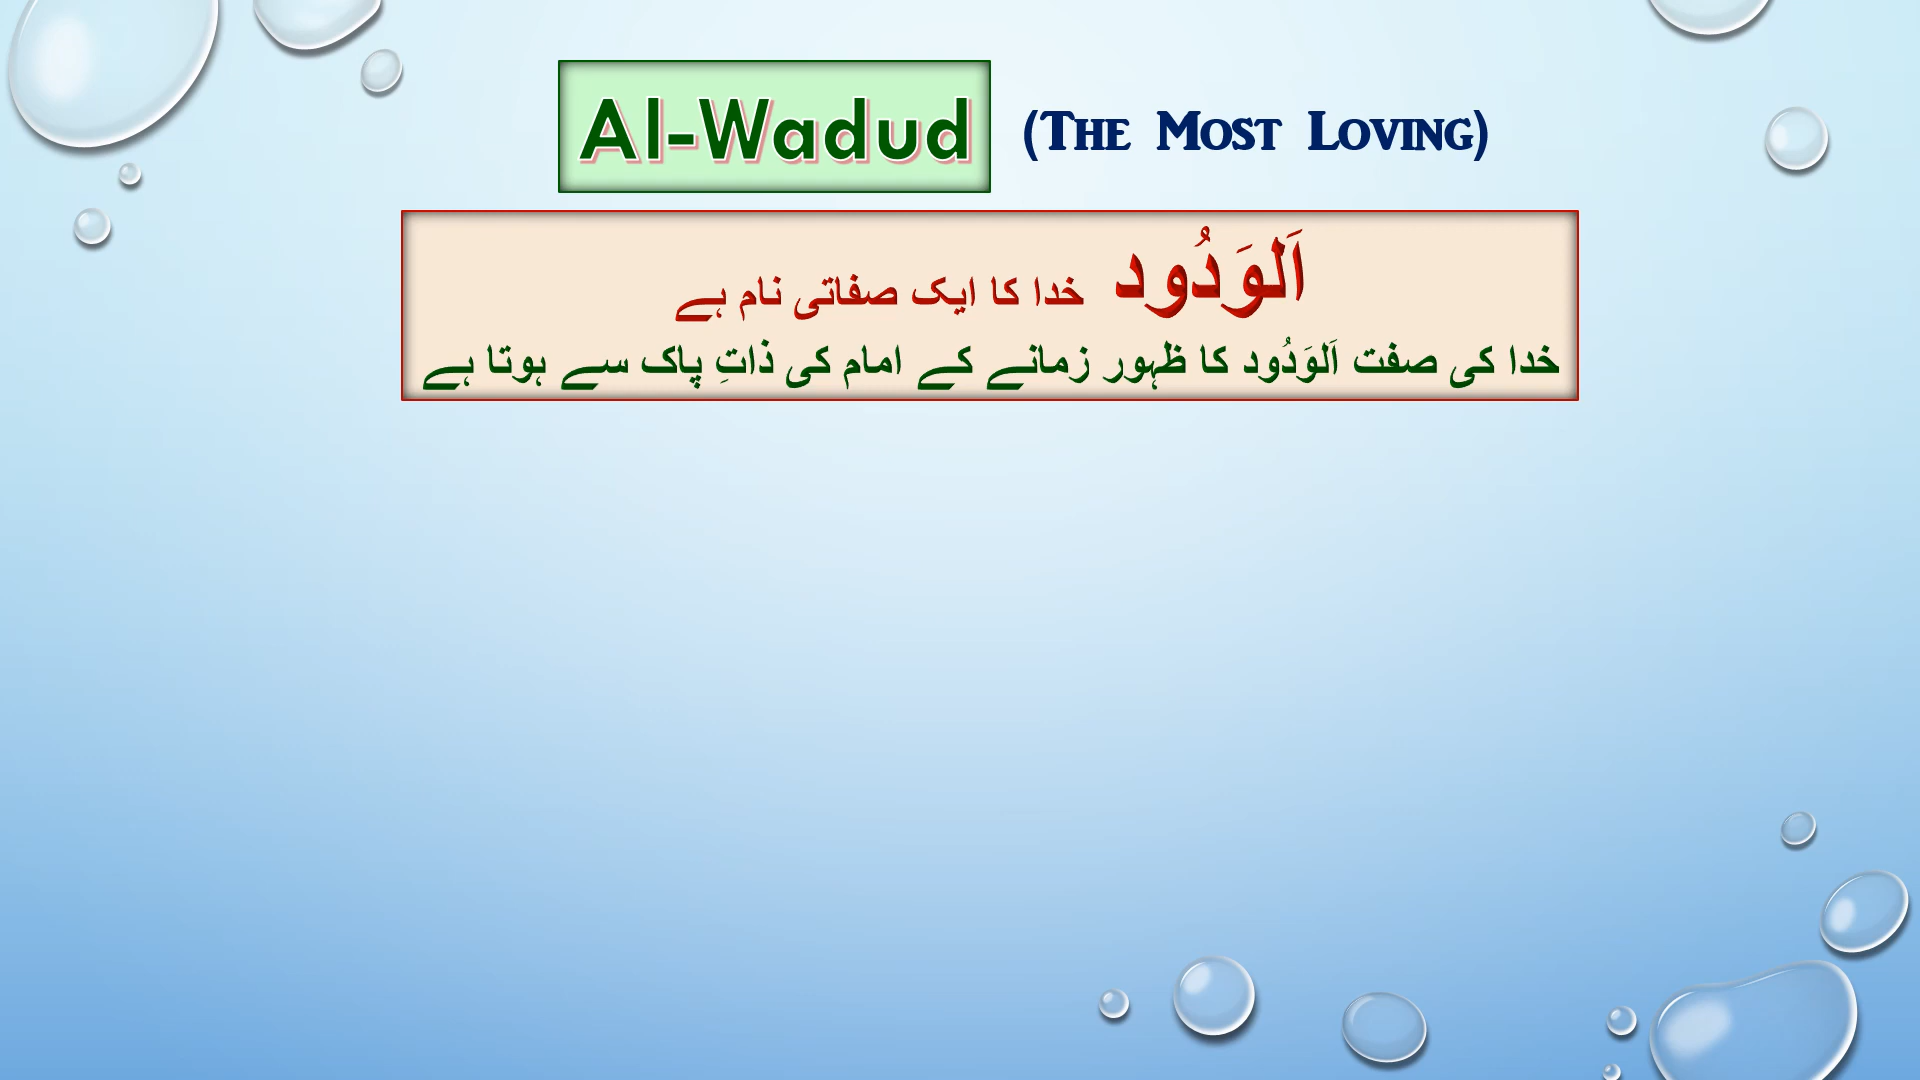 Al-Wadud (The Most Loving)
اَلوَدُود خدا کا ایک صفاتی نام ہے
خدا کی صفت اَلوَدُود کا ظہور زمانے کے امام کی ذاتِ پاک سے ہوتا ہے